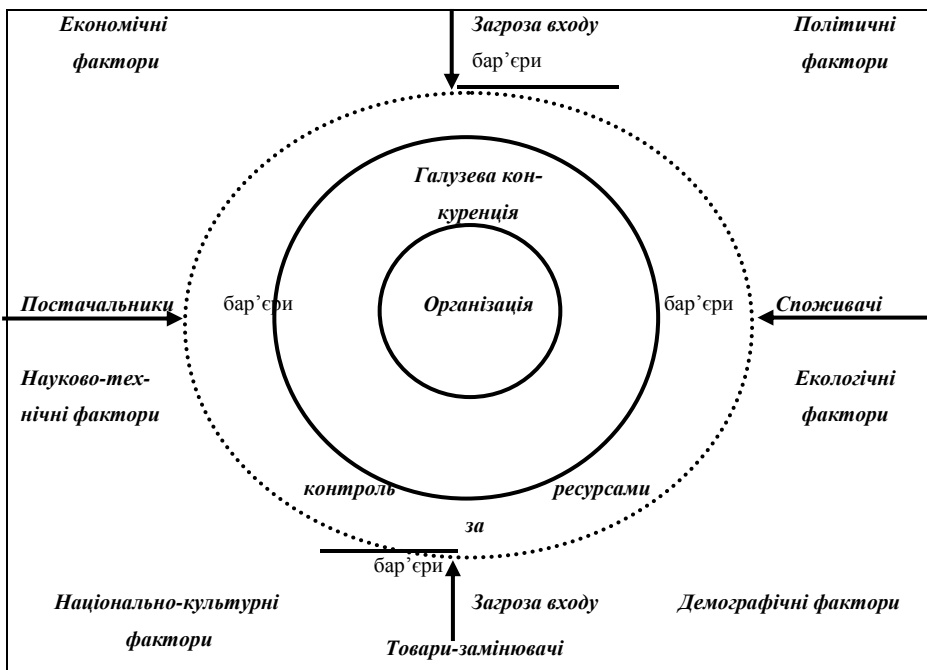 Економічні
фактори
Загроза входу
бар’єри
Політичні
фактори
Галузева кон-
куренція
Постачальники
бар’єри
Організація
бар’єри
Споживачі
Науково-тех-
нічні фактори
Екологічні
фактори
контроль
ресурсами
за
бар’єри
Національно-культурні
фактори
Загроза входу
Товари-замінювачі
Демографічні фактори